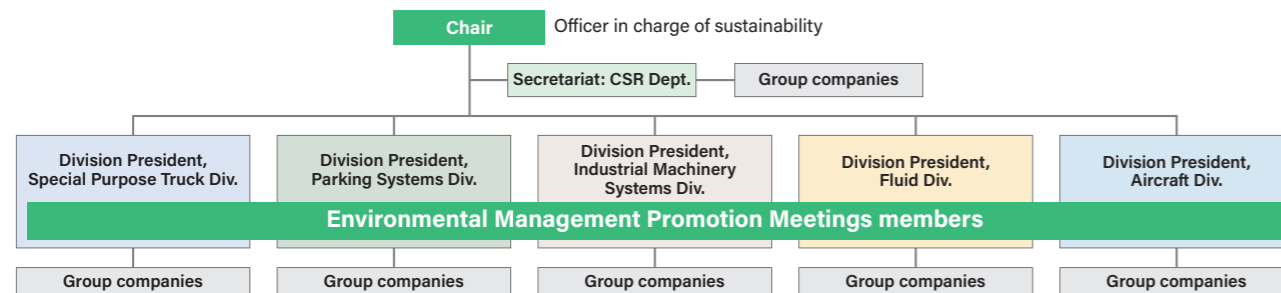 Chair
Officer in charge of sustainability
Secretariat: CSR Dept.
Group companies
Division President,
Special Purpose Truck Div.
Division President,
Parking Systems Div.
Division President,
Industrial Machinery
Systems Div.
Division President,
Fluid Div.
Division President,
Aircraft Div.
Environmental Management Promotion Meetings members
Group companies
Group companies
Group companies
Group companies
Group companies